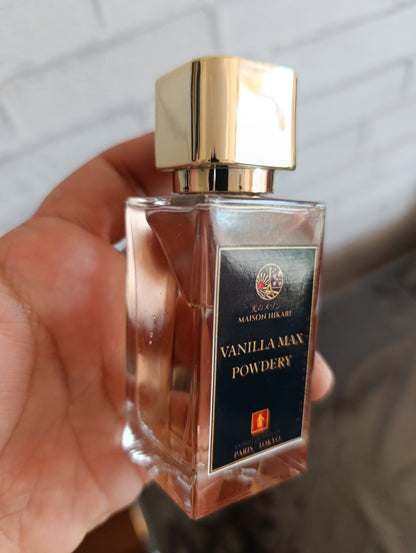 光のメゾン
MAISON HIKARI
VANILLA MAX
POWDERY
PARIS - TOKYO